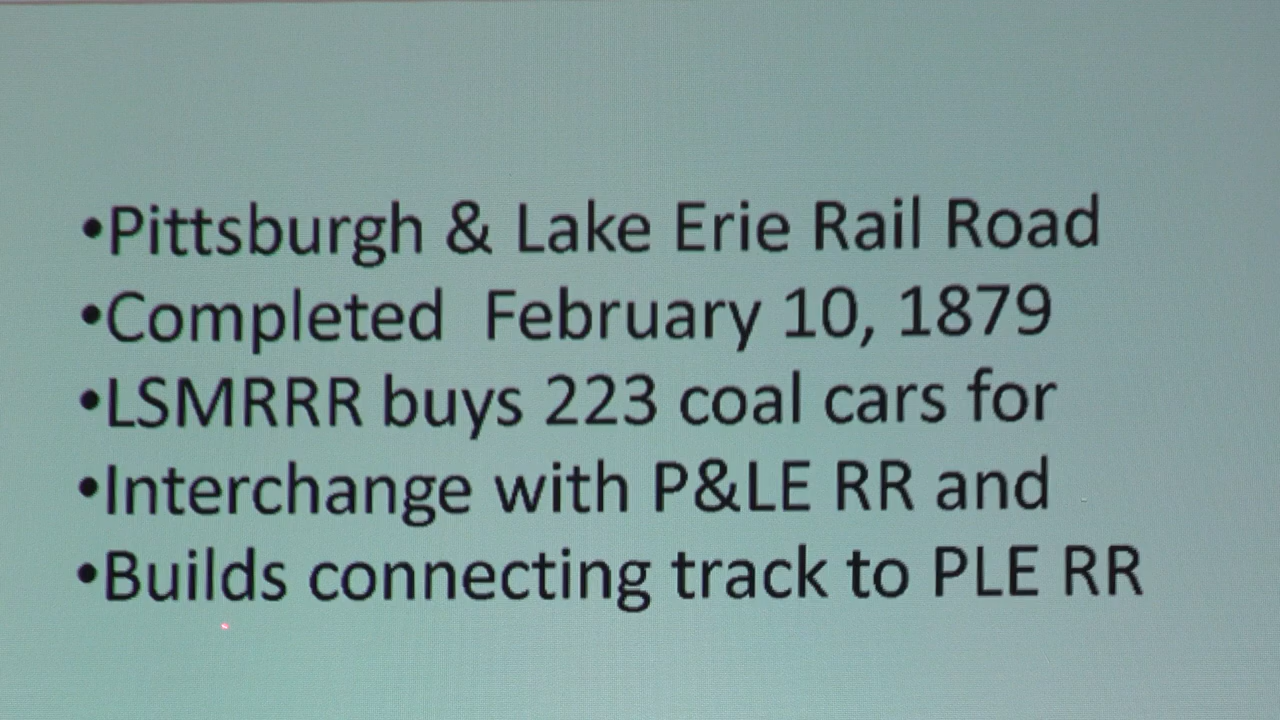 •Pittsburgh & Lake Erie Rail Road
•Completed  February 10, 1879
•LSMRRR buys 223 coal cars for
•Interchange with P&LE RR and
•Builds connecting track to PLE RR